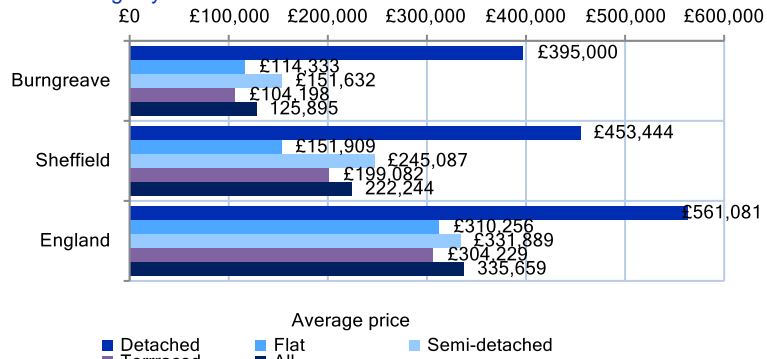 £0 £100,000 £200,000 £300,000 £400,000 £500,000 £600,000
£395,000
£114,333
Burngreave
£151,632
£104,198
125,895
£453,444
£151,909
Sheffield
£245,087
£199,082
222,244
£561,081
£310,256
England
£331,889
£304,229
335,659
Average price
Detached Flat Semi-detached
All